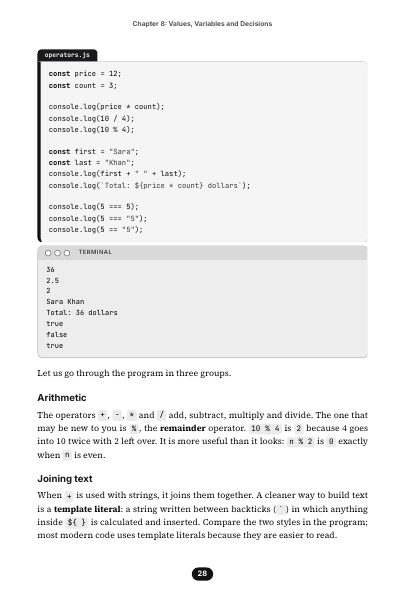 Chapter 8: Values, Variables and Decisions
operators.js
const price = 12;
const count = 3;
console.log(price * count);
console.log(10 / 4);
console.log(10 % 4);
const first = "Sara";
const last = "Khan";
console.log(first + " " + last);
console.log(`Total: ${price * count} dollars`);
console.log(5 === 5);
console.log(5 === "5");
console.log(5 == "5");
TERMINAL
36
2.5
2
Sara Khan
Total: 36 dollars
true
false
true
Let us go through the program in three groups.
Arithmetic
The operators +, -, * and / add, subtract, multiply and divide. The one that
may be new to you is %, the remainder operator. 10 % 4 is 2 because 4 goes
into 10 twice with 2 left over. It is more useful than it looks: n % 2 is 0 exactly
when n is even.
Joining text
When + is used with strings, it joins them together. A cleaner way to build text
is a template literal: a string written between backticks (`) in which anything
inside ${ } is calculated and inserted. Compare the two styles in the program;
most modern code uses template literals because they are easier to read.
28